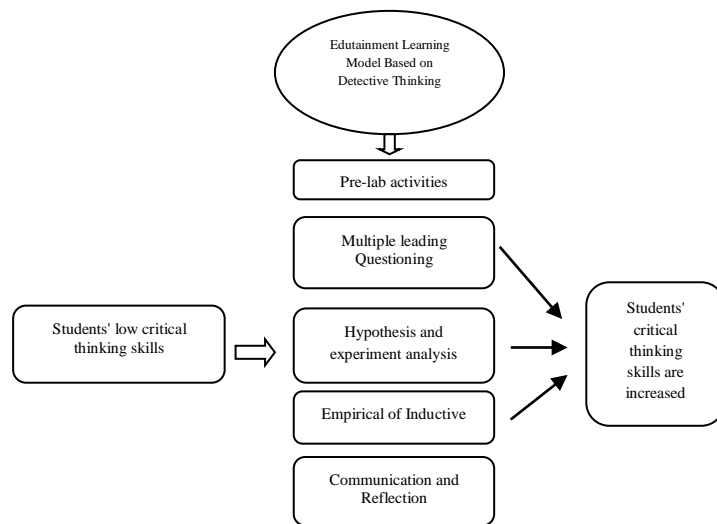 Edutainment Learning
Model Based on
Detective Thinking
Pre-lab activities
Multiple leading
Questioning
Students' low critical
thinking skills
Hypothesis and
experiment analysis
Students'
critical
thinking
skills are
increased
Empirical of Inductive
Communication and
Reflection